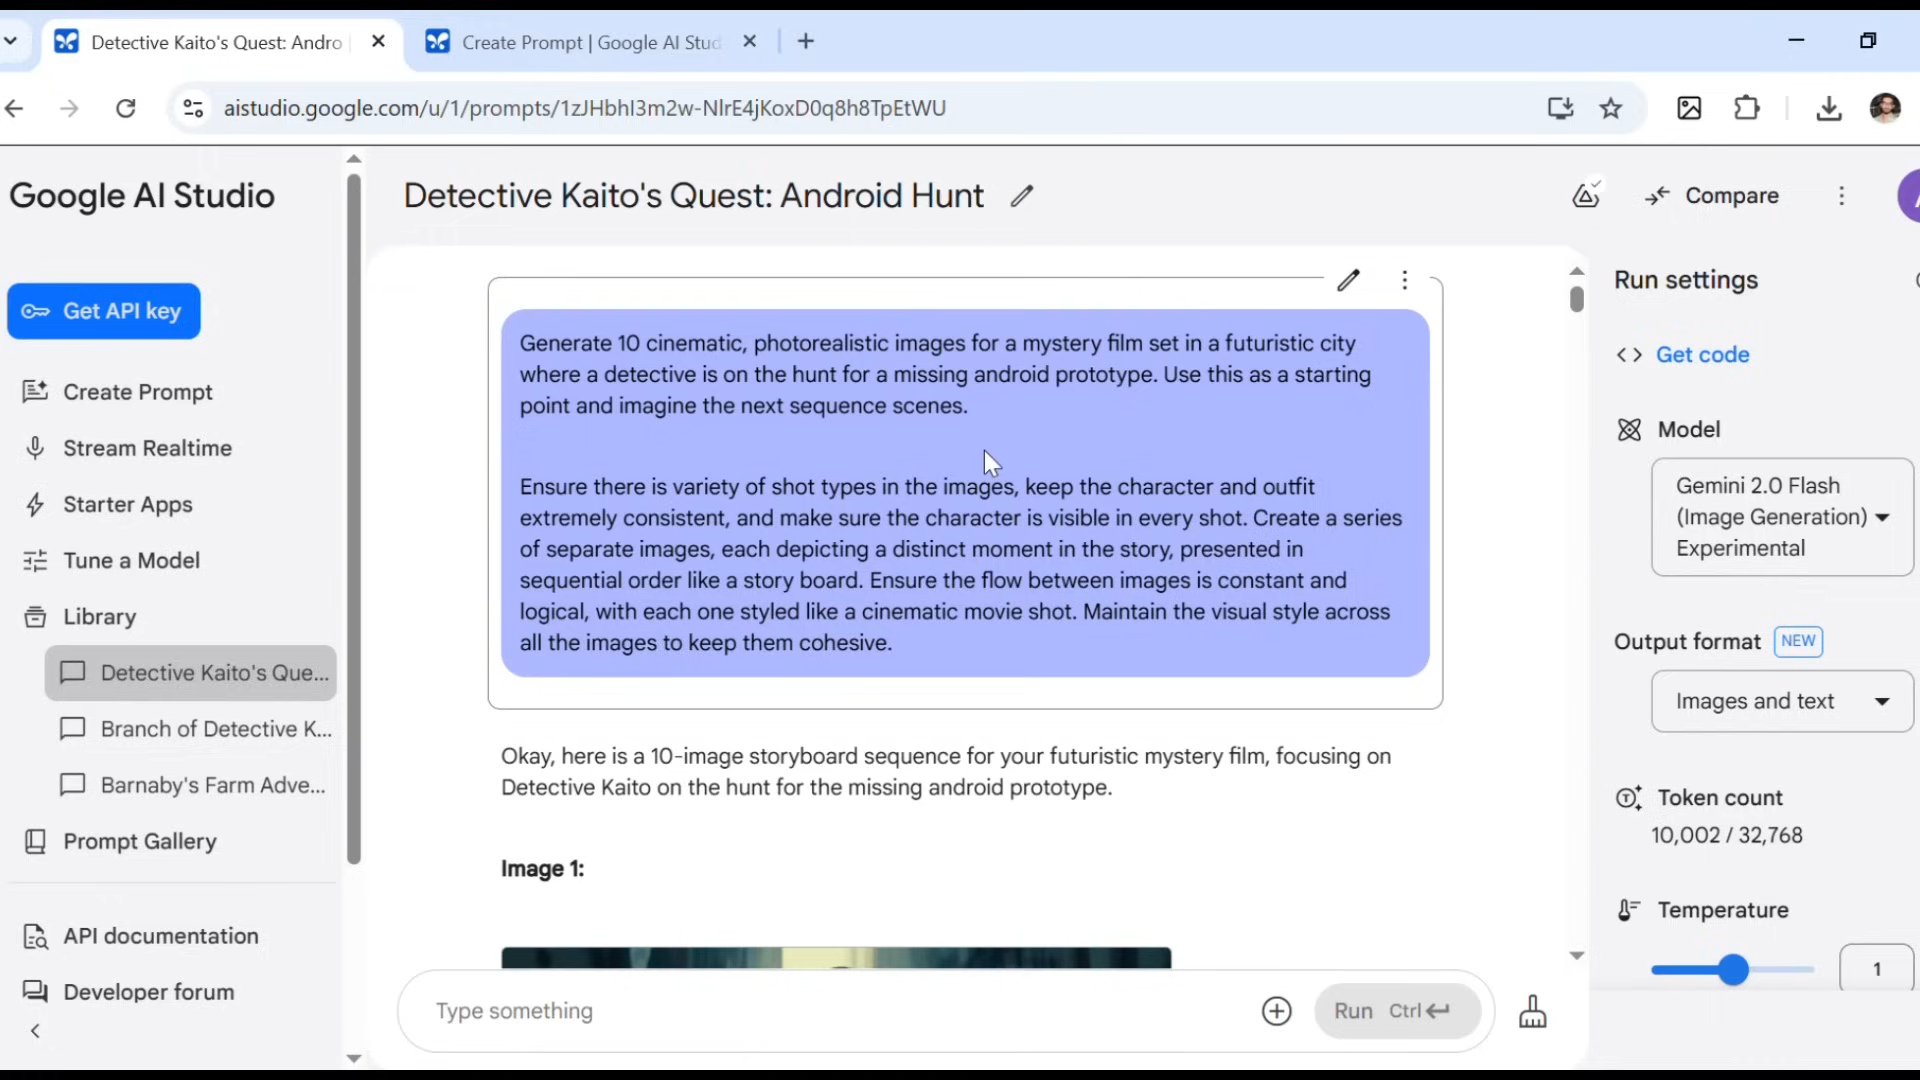 Detective Kaito's Quest: Andro
Create Prompt | Google AI Stud
aistudio.google.com/u/1/prompts/1zJHbhI3m2w-NlrE4jKoxD0q8h8TpEtWU
Google AI Studio
Get API key
Create Prompt
Stream Realtime
Starter Apps
Tune a Model
Library
Detective Kaito's Que...
Branch of Detective K...
Barnaby's Farm Adve...
Prompt Gallery
API documentation
Developer forum
Detective Kaito's Quest: Android Hunt
Compare
Generate 10 cinematic, photorealistic images for a mystery film set in a futuristic city
where a detective is on the hunt for a missing android prototype. Use this as a starting
point and imagine the next sequence scenes.
Ensure there is variety of shot types in the images, keep the character and outfit
extremely consistent, and make sure the character is visible in every shot. Create a series
of separate images, each depicting a distinct moment in the story, presented in
sequential order like a story board. Ensure the flow between images is constant and
logical, with each one styled like a cinematic movie shot. Maintain the visual style across
all the images to keep them cohesive.
Okay, here is a 10-image storyboard sequence for your futuristic mystery film, focusing on
Detective Kaito on the hunt for the missing android prototype.
Image 1:
Type something
Run Ctrl
Run settings
Get code
Model
Gemini 2.0 Flash
(Image Generation)
Experimental
Output format NEW
Images and text
Token count
10,002 / 32,768
Temperature
1